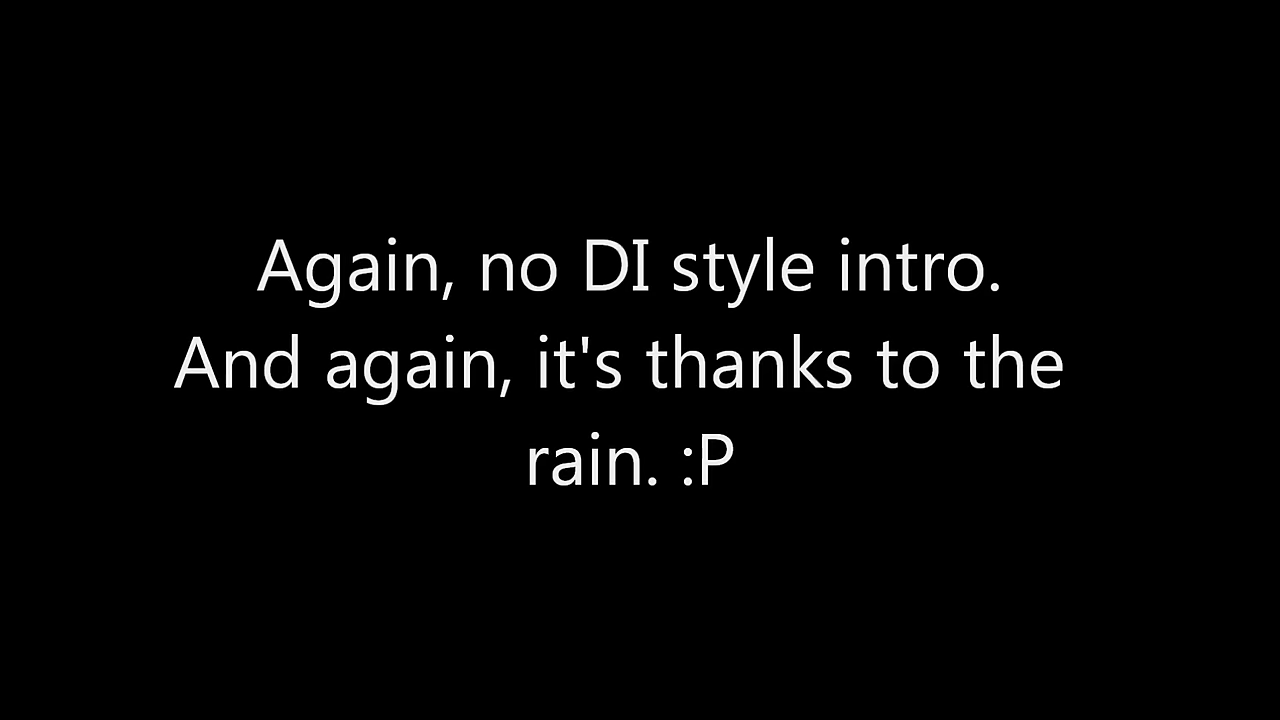 Again, no DI style intro.
And again, it's thanks to the
rain. :P